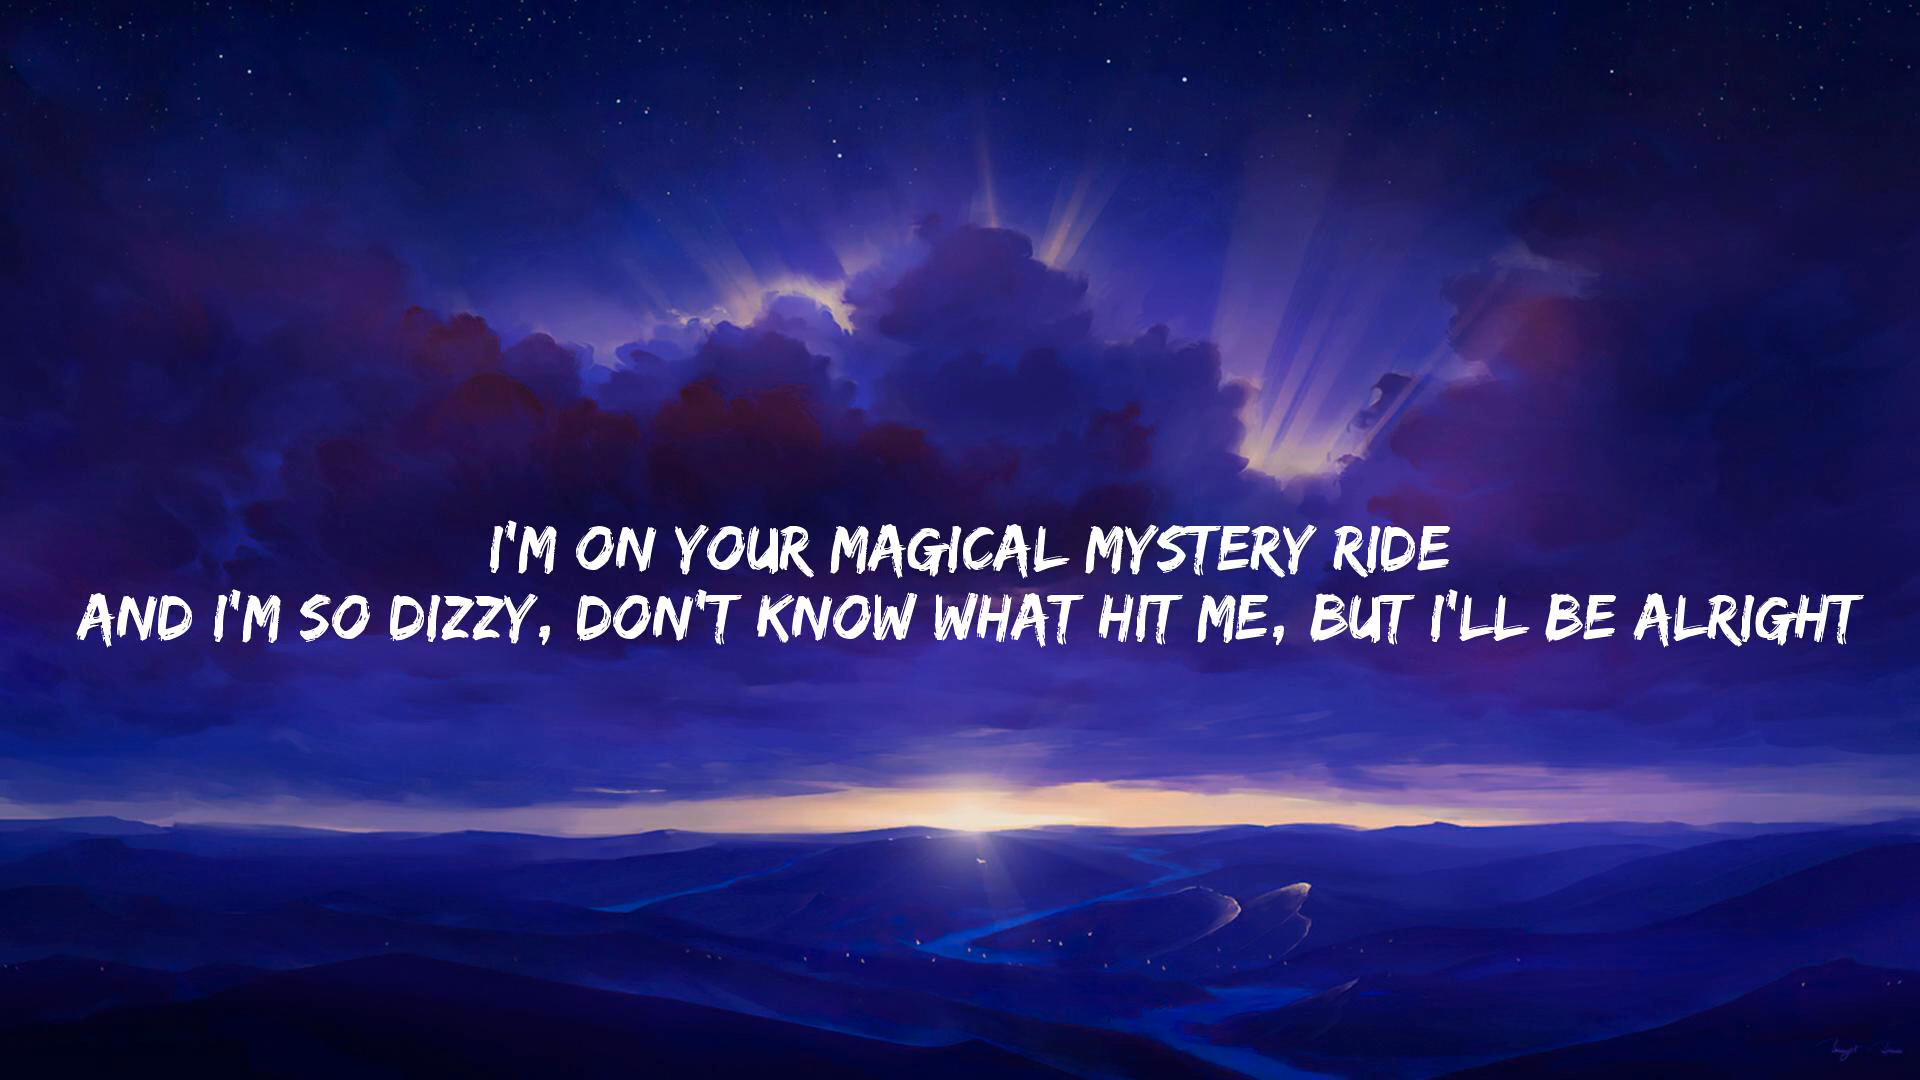 I'M ON YOUR MAGICAL MYSTERY RIDE
AND I'M SO DIZZY, DON'T KNOW WHAT HIT ME, BUT I'LL BE ALRIGHT